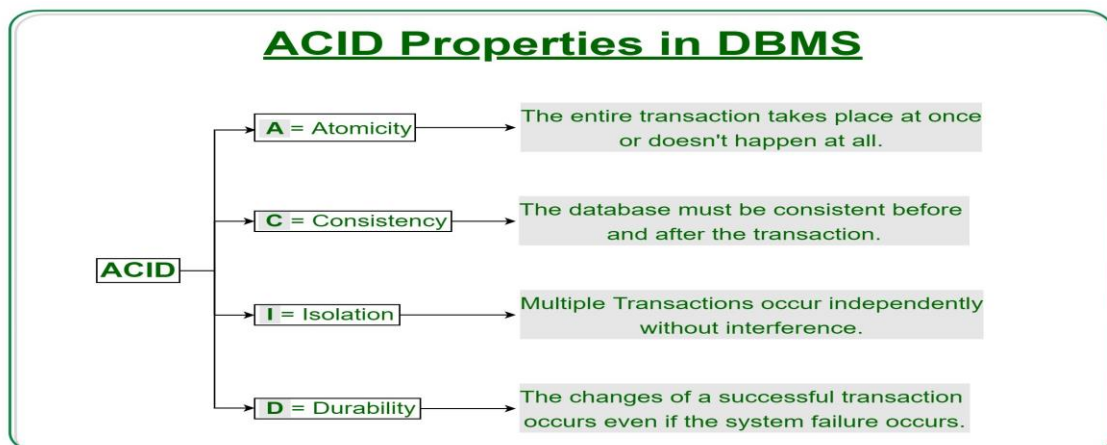 ACID Properties in DBMS
A = Atomicity
The entire transaction takes place at once
or doesn't happen at all.
C = Consistency
The database must be consistent before
and after the transaction.
ACID
I = Isolation
Multiple Transactions occur independently
without interference.
D = Durability
The changes of a successful transaction
occurs even if the system failure occurs.